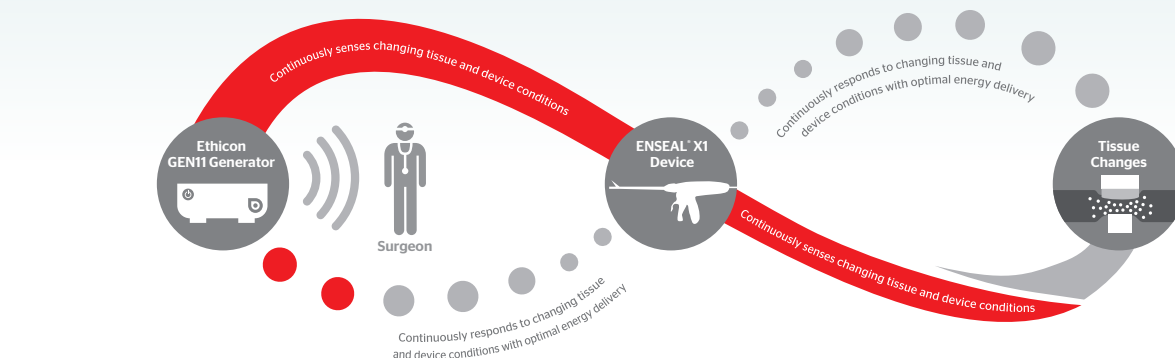 Continuously senses changing tissue and device conditions
Continuously responds to changing tissue and
device conditions with optimal energy delivery
Ethicon
GEN11 Generator
Surgeon
ENSEAL® X1
Device
Tissue
Changes
Continuously senses changing tissue and device conditions
Continuously responds to changing tissue
and device conditions with optimal energy delivery